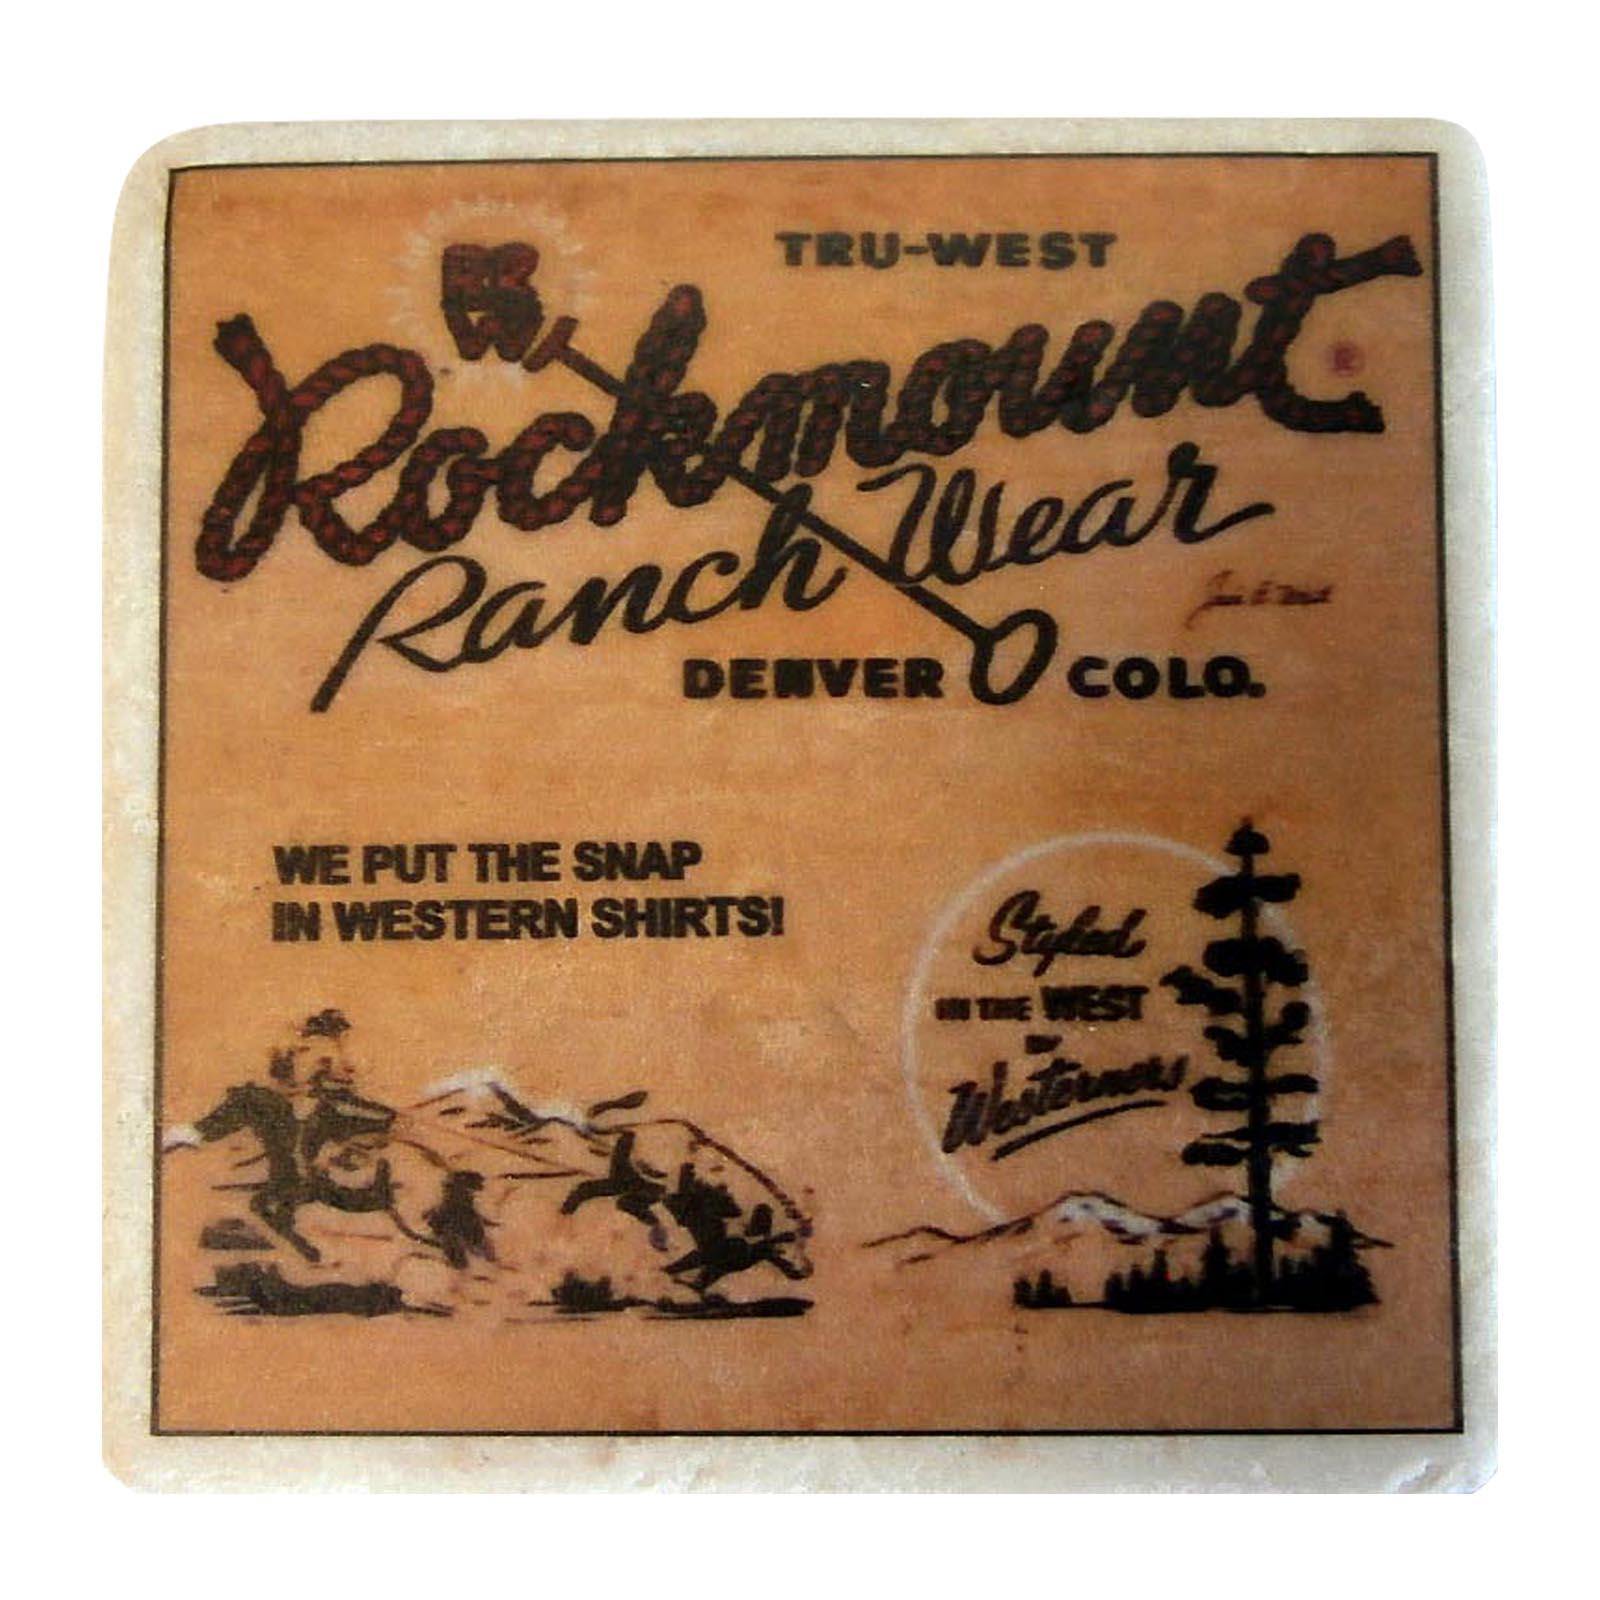 TRU-WEST
Rockmount
®
Ranch Wear
DENVER COLO.
WE PUT THE SNAP
IN WESTERN SHIRTS!
Styled
IN THE WEST
Westerners